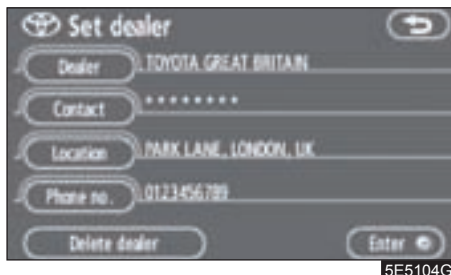 Set dealer
Dealer TOYOTA GREAT BRITAIN
Contact * * * * * * * *
Location PARK LANE, LONDON, UK
Phone no. 0123456789
Delete dealer Enter
5E5104G